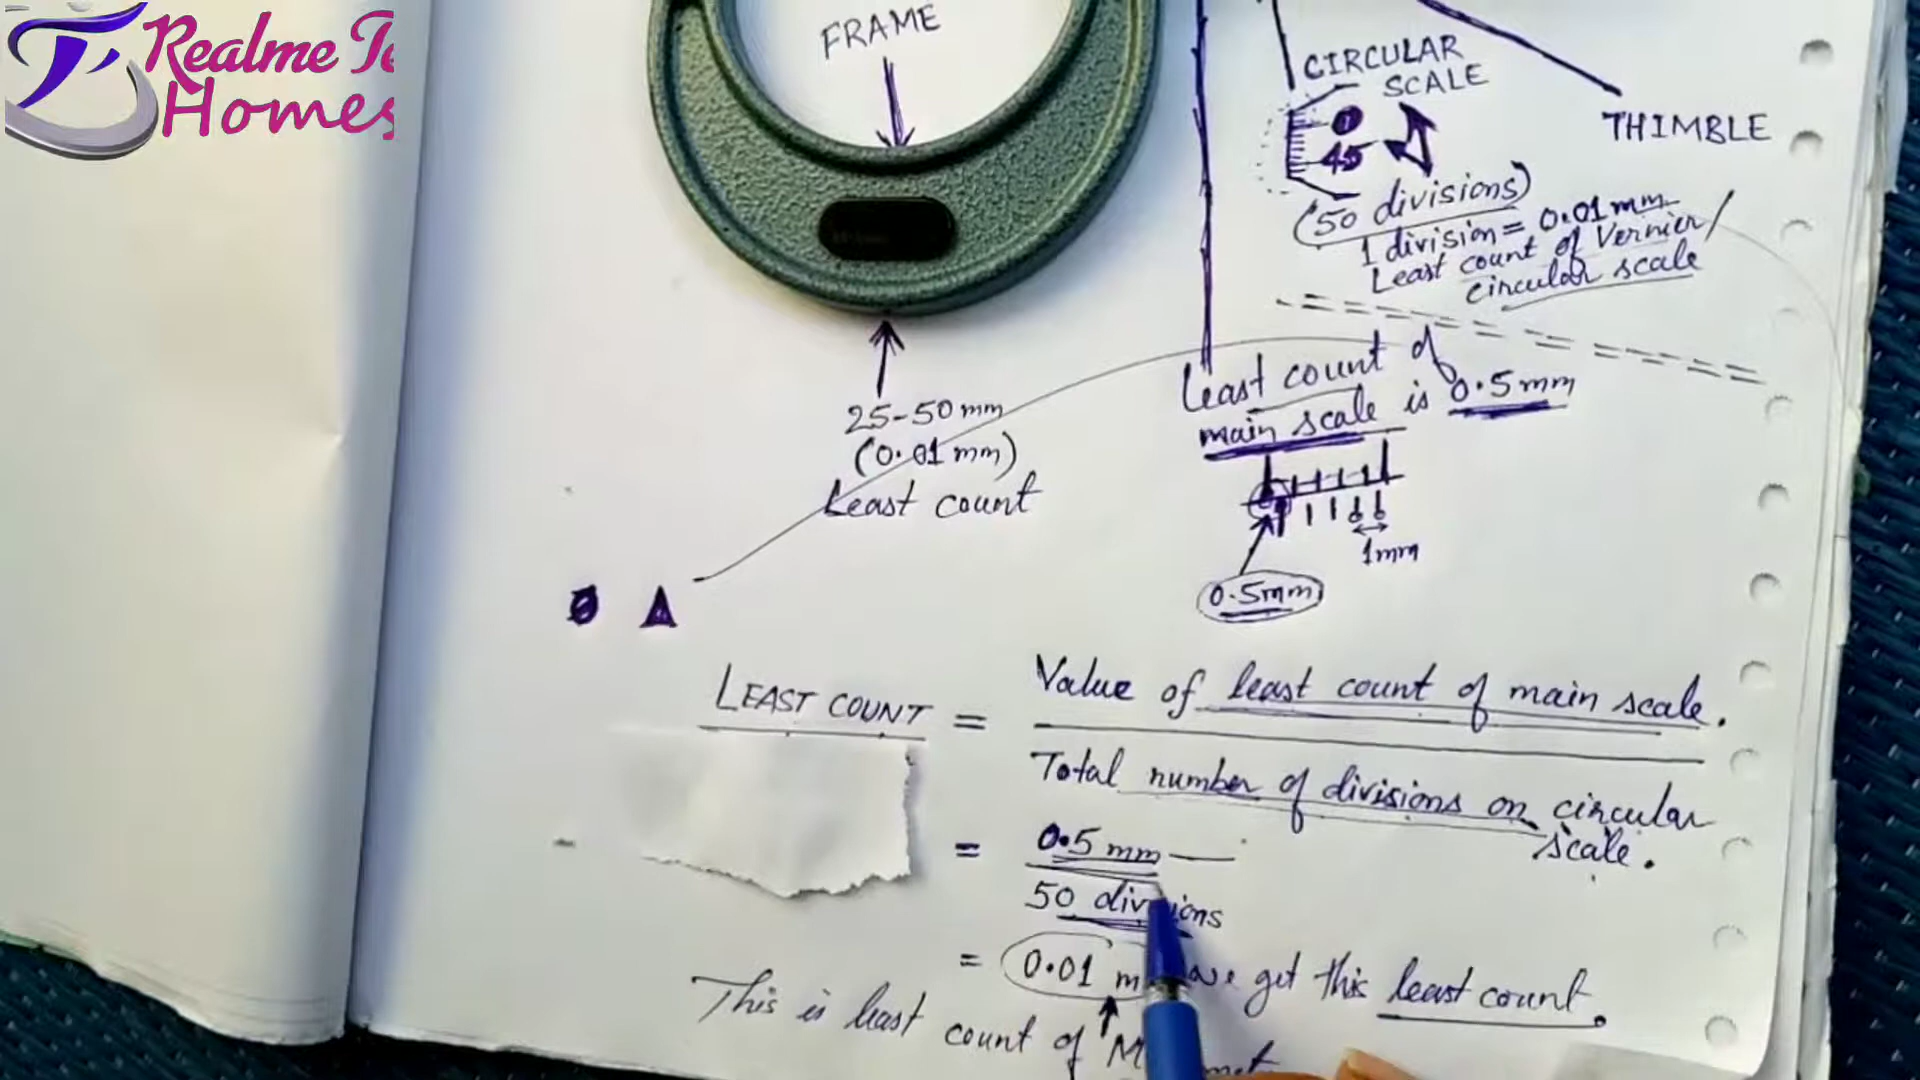 Realme Te
Homes
FRAME
CIRCULAR
SCALE
0
45
THIMBLE
(50 divisions)
1 division = 0.01 mm
Least count of Vernier/
circular scale
Least count of
main scale is 0.5 mm
1mm
0.5mm
25-50 mm
(0.01 mm)
Least count
LEAST COUNT = Value of least count of main scale.
Total number of divisions on circular
scale.
= 0.5 mm
50 divisions
= 0.01 m we get this least count.
This is least count of